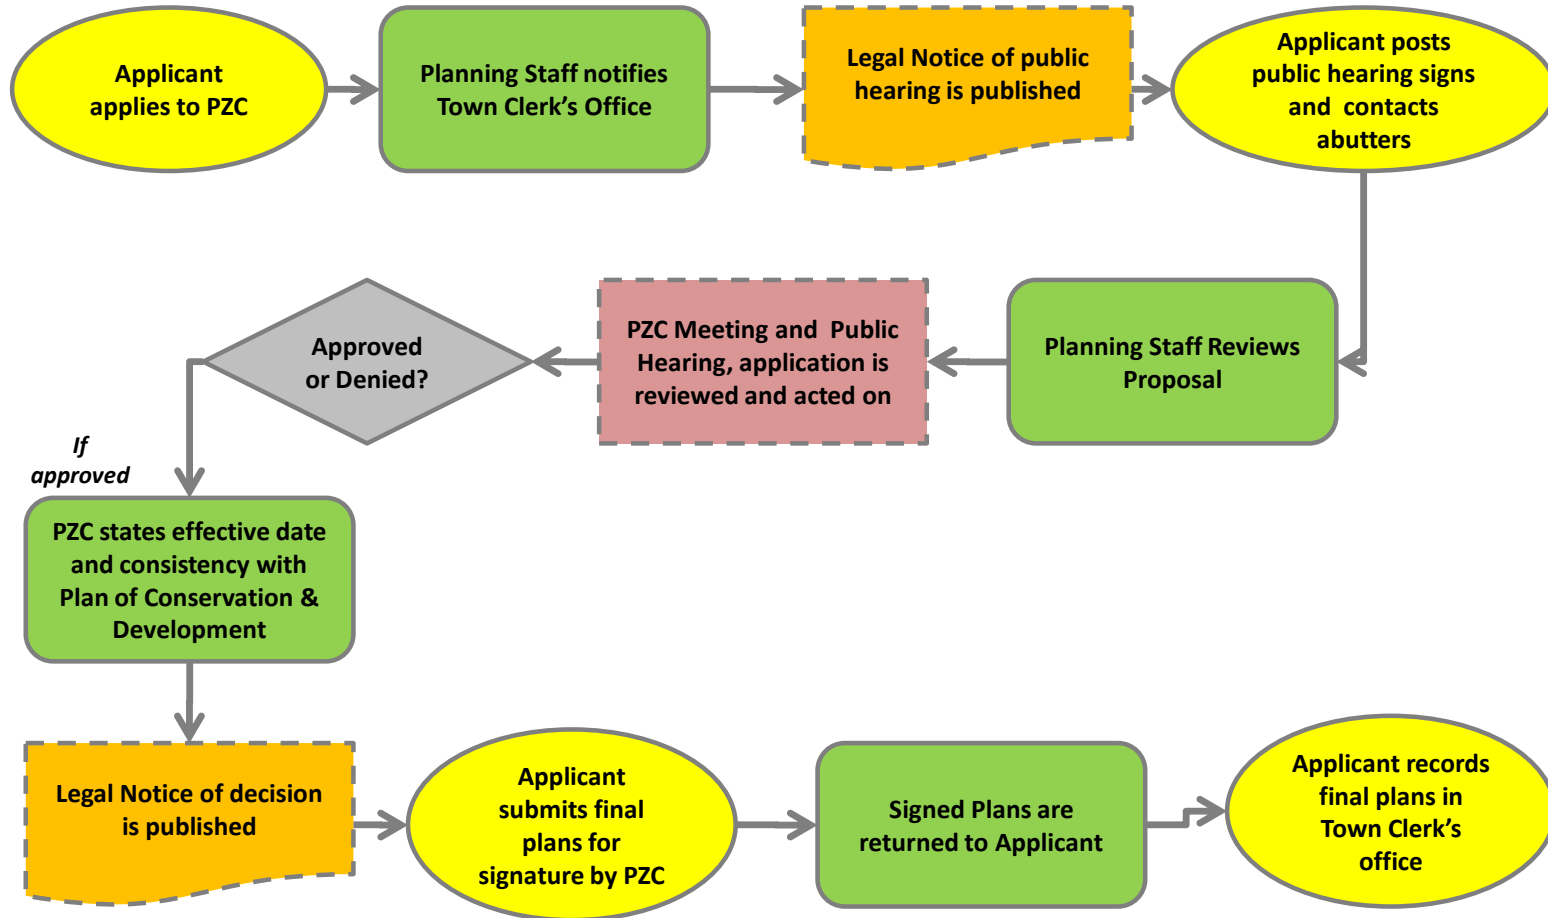 Applicant
applies to PZC
Planning Staff notifies
Town Clerk's Office
Legal Notice of public
hearing is published
Applicant posts
public hearing signs
and contacts
abutters
Planning Staff Reviews
Proposal
PZC Meeting and Public
Hearing, application is
reviewed and acted on
Approved
or Denied?
If
approved
PZC states effective date
and consistency with
Plan of Conservation &
Development
Legal Notice of decision
is published
Applicant
submits final
plans for
signature by PZC
Signed Plans are
returned to Applicant
Applicant records
final plans in
Town Clerk's
office